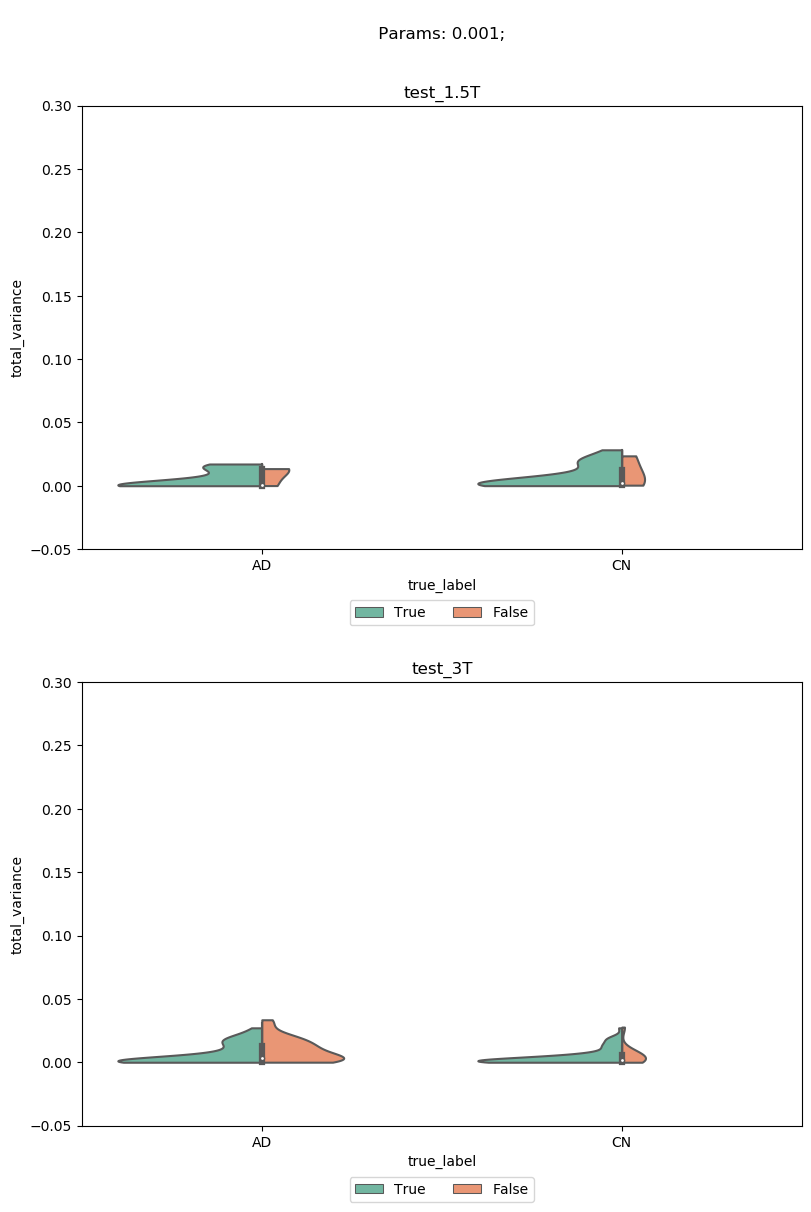 Params: 0.001;
test_1.5T
0.30
0.25
0.20
0.15
0.10
0.05
0.00
−0.05
total_variance
AD CN
true_label
True False
test_3T
0.30
0.25
0.20
0.15
0.10
0.05
0.00
−0.05
total_variance
AD CN
true_label
True False